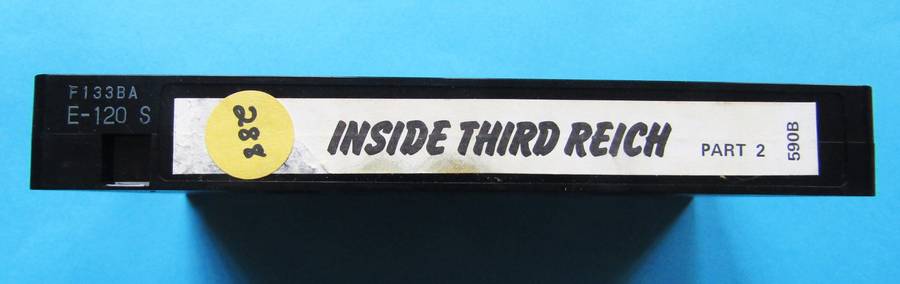 F133BA
E-120 S
288
INSIDE THIRD REICH
PART 2
590B